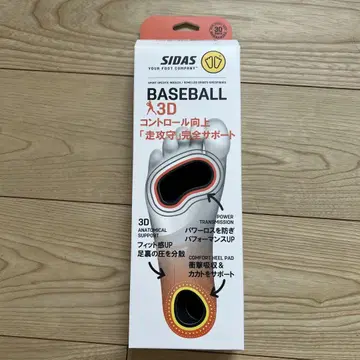 30
SIDAS
YOUR FOOT COMPANY
BASEBALL
3D
コントロール向上
「走攻守」完全サポート
POWER
TRANSMISSION
パワーロスを防ぎ
パフォーマンスUP
3D
ANATOMICAL
SUPPORT
フィット感UP
足裏の圧を分散
COMFORT HEEL PAD
衝撃吸収&
カカトをサポート